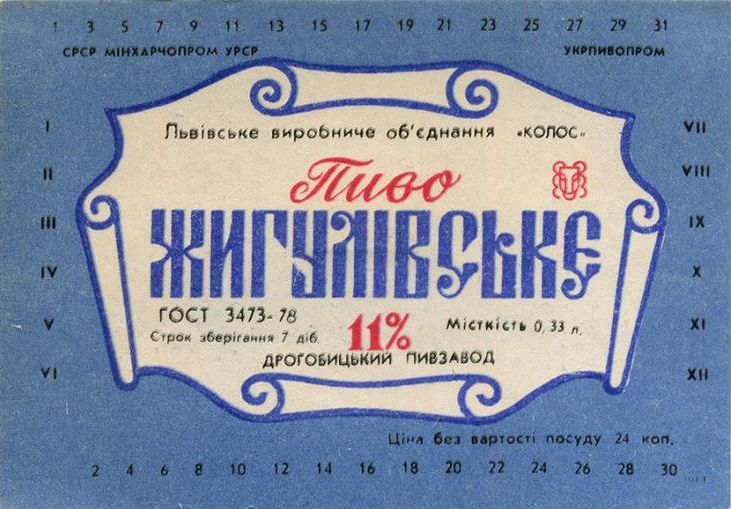 1 3 5 7 9 11 13 15 17 19 21 23 25 27 29 31
СРСР МІНХАРЧОПРОМ УРСР УКРПИВОПРОМ
I VII
Львівське виробниче об'єднання «КОЛОС»
II VIII
Пиво
III IX
ЖИГУЛІВСЬКЕ
IV X
ГОСТ 3473-78 11% Місткість 0,33 л.
V XI
Строк зберігання 7 діб.
ДРОГОБИЦЬКИЙ ПИВЗАВОД
VI XII
Ціна без вартості посуду 24 коп.
2 4 6 8 10 12 14 16 18 20 22 24 26 28 30